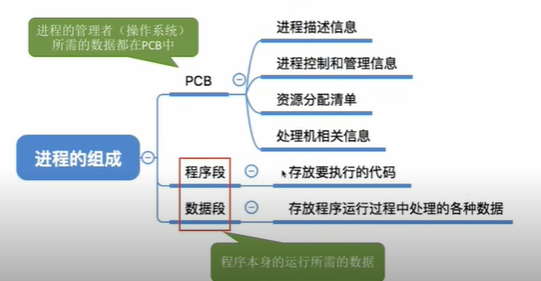 进程的管理者（操作系统）
所需的数据都在PCB中
进程描述信息
进程控制和管理信息
PCB
资源分配清单
处理机相关信息
进程的组成
程序段
存放要执行的代码
数据段
存放程序运行过程中处理的各种数据
程序本身的运行所需的数据